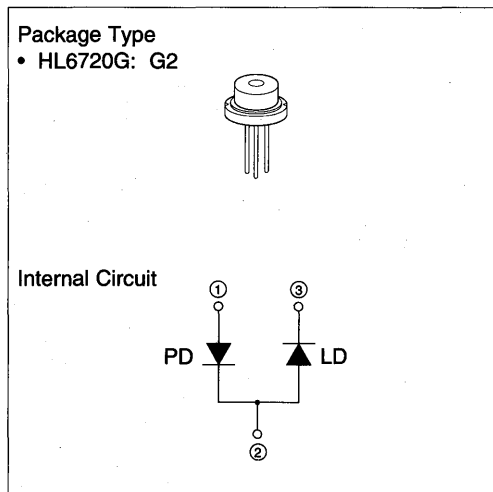 Package Type
• HL6720G: G2
Internal Circuit
① ③
PD LD
②